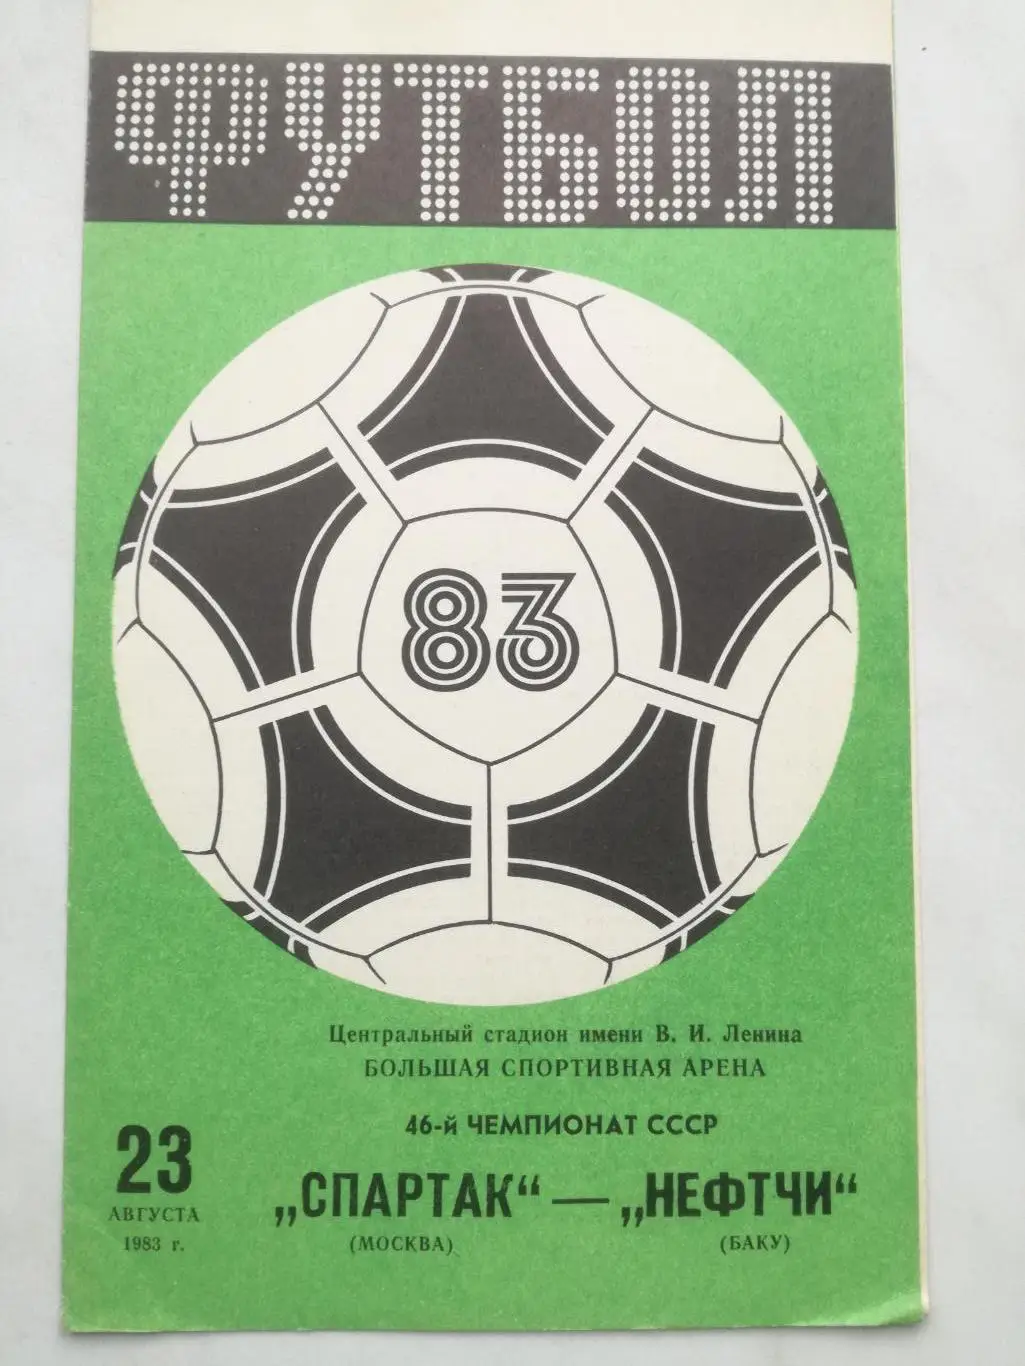 ФУТБОЛ
83
Центральный стадион имени В. И. Ленина
БОЛЬШАЯ СПОРТИВНАЯ АРЕНА
46-й ЧЕМПИОНАТ СССР
23
АВГУСТА
1983 г.
„СПАРТАК“ — „НЕФТЧИ“
(МОСКВА) (БАКУ)